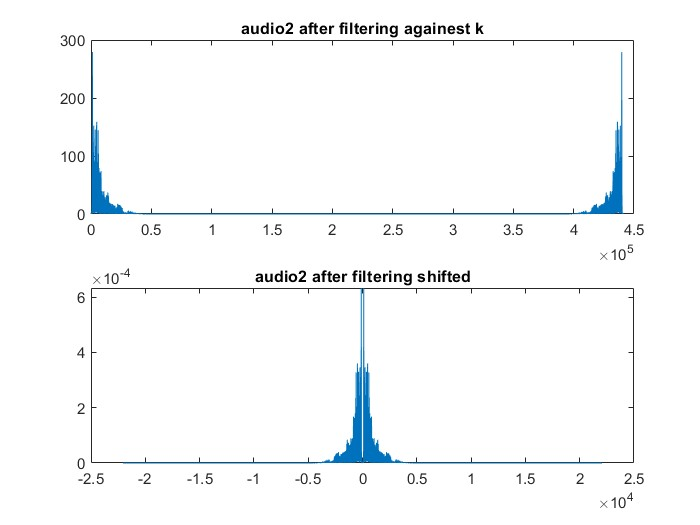 audio2 after filtering againest k
300
200
100
0
0 0.5 1 1.5 2 2.5 3 3.5 4 4.5
×10^5
audio2 after filtering shifted
×10^-4
6
4
2
0
-2.5 -2 -1.5 -1 -0.5 0 0.5 1 1.5 2 2.5
×10^4